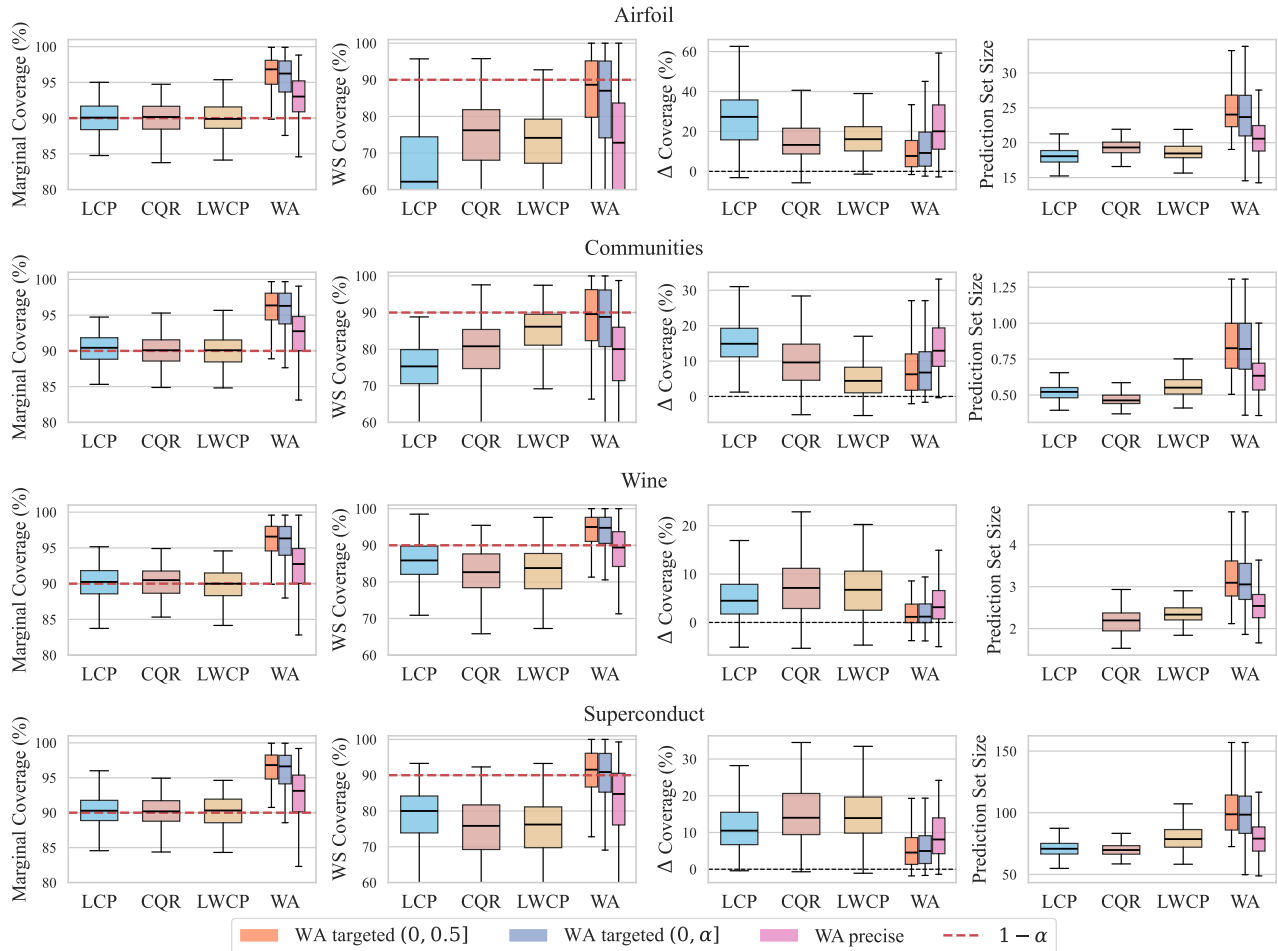 Airfoil
Marginal Coverage (%)
100
95
90
85
80
LCP CQR LWCP WA
WS Coverage (%)
100
90
80
70
60
LCP CQR LWCP WA
Δ Coverage (%)
60
40
20
0
LCP CQR LWCP WA
Prediction Set Size
30
25
20
15
LCP CQR LWCP WA
Communities
Marginal Coverage (%)
100
95
90
85
80
LCP CQR LWCP WA
WS Coverage (%)
100
90
80
70
60
LCP CQR LWCP WA
Δ Coverage (%)
30
20
10
0
LCP CQR LWCP WA
Prediction Set Size
1.25
1.00
0.75
0.50
LCP CQR LWCP WA
Wine
Marginal Coverage (%)
100
95
90
85
80
LCP CQR LWCP WA
WS Coverage (%)
100
90
80
70
60
LCP CQR LWCP WA
Δ Coverage (%)
20
10
0
LCP CQR LWCP WA
Prediction Set Size
4
3
2
LCP CQR LWCP WA
Superconduct
Marginal Coverage (%)
100
95
90
85
80
LCP CQR LWCP WA
WS Coverage (%)
100
90
80
70
60
LCP CQR LWCP WA
Δ Coverage (%)
30
20
10
0
LCP CQR LWCP WA
Prediction Set Size
150
100
50
LCP CQR LWCP WA
WA targeted (0, 0.5] WA targeted (0, α] WA precise 1 − α